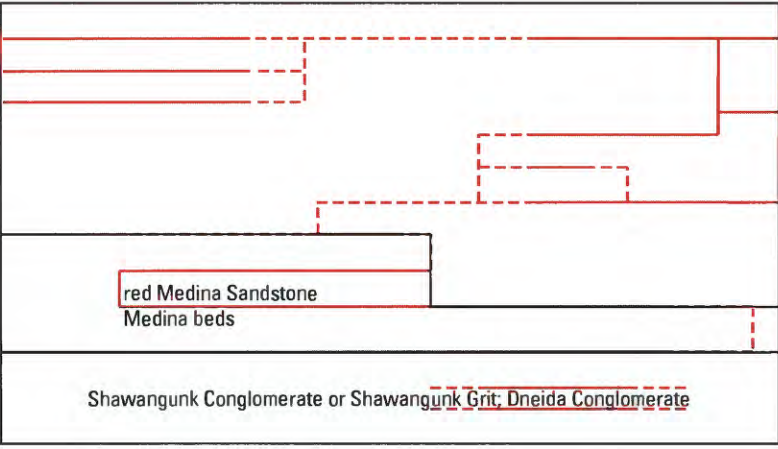 red Medina Sandstone
Medina beds
Shawangunk Conglomerate or Shawangunk Grit; Dneida Conglomerate